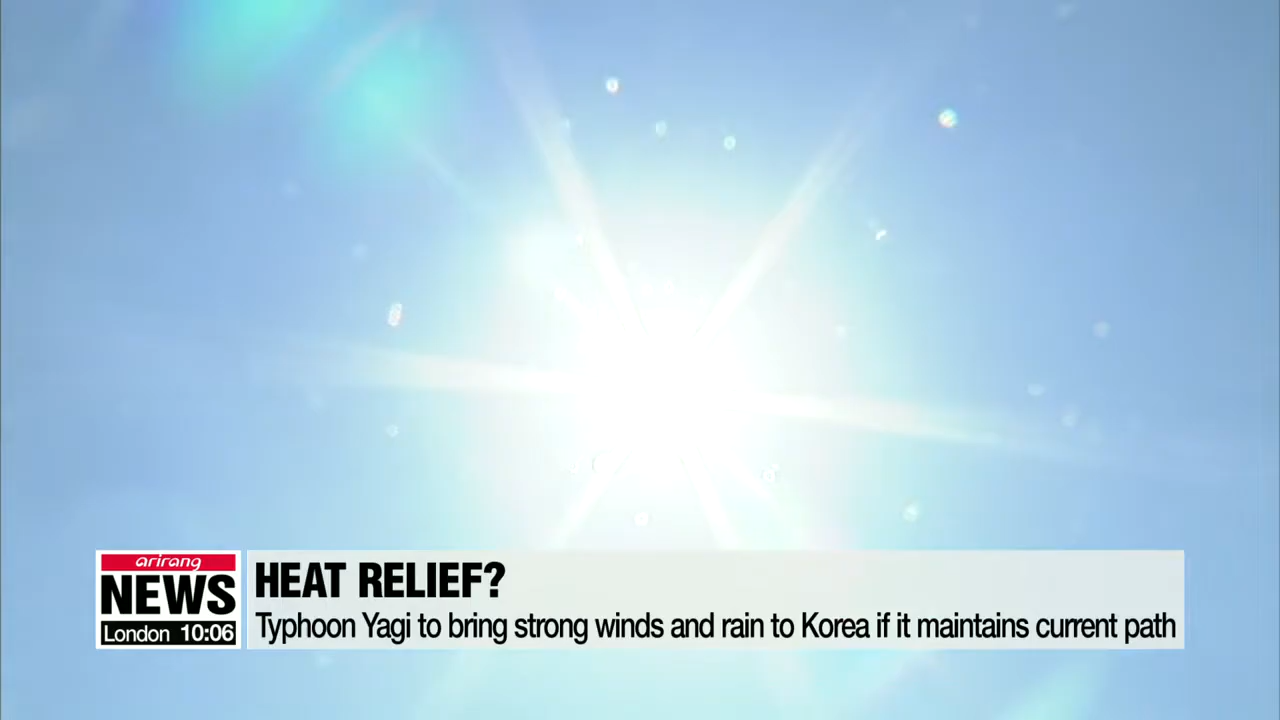 arirang
NEWS
London 10:06
HEAT RELIEF?
Typhoon Yagi to bring strong winds and rain to Korea if it maintains current path